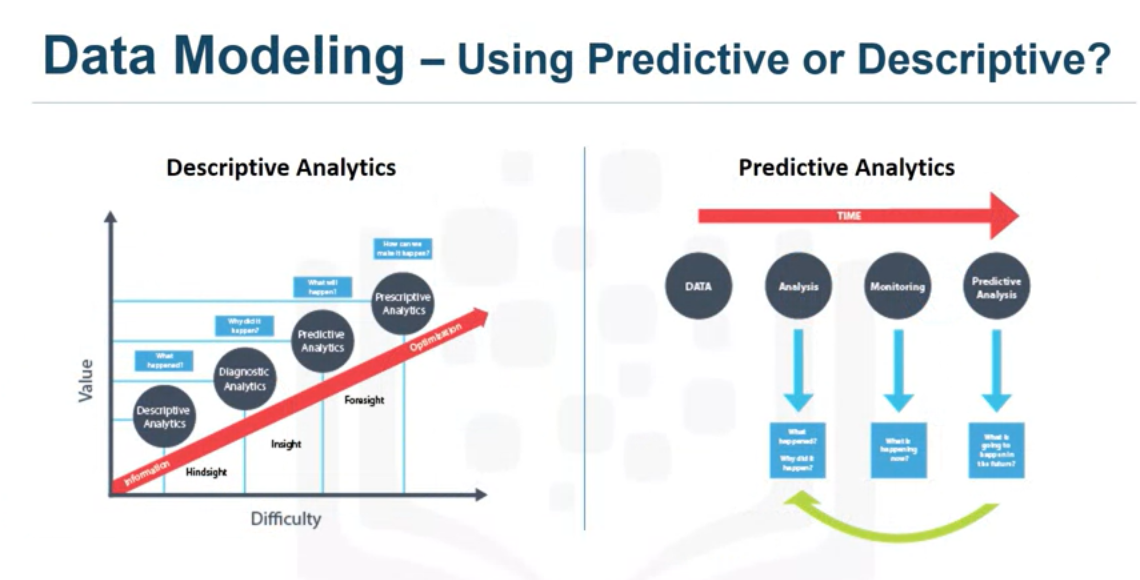 Data Modeling – Using Predictive or Descriptive?
Descriptive Analytics
How can we
make it happen?
What will
happen?
Prescriptive
Analytics
Why did it
happen?
Predictive
Analytics
Optimization
What
happened?
Diagnostic
Analytics
Value
Descriptive
Analytics
Foresight
Insight
Information
Hindsight
Difficulty
Predictive Analytics
TIME
DATA
Analysis
Monitoring
Predictive
Analysis
What
happened?
Why did it
happen?
What is
happening
now?
What is
going to
happen in
the future?